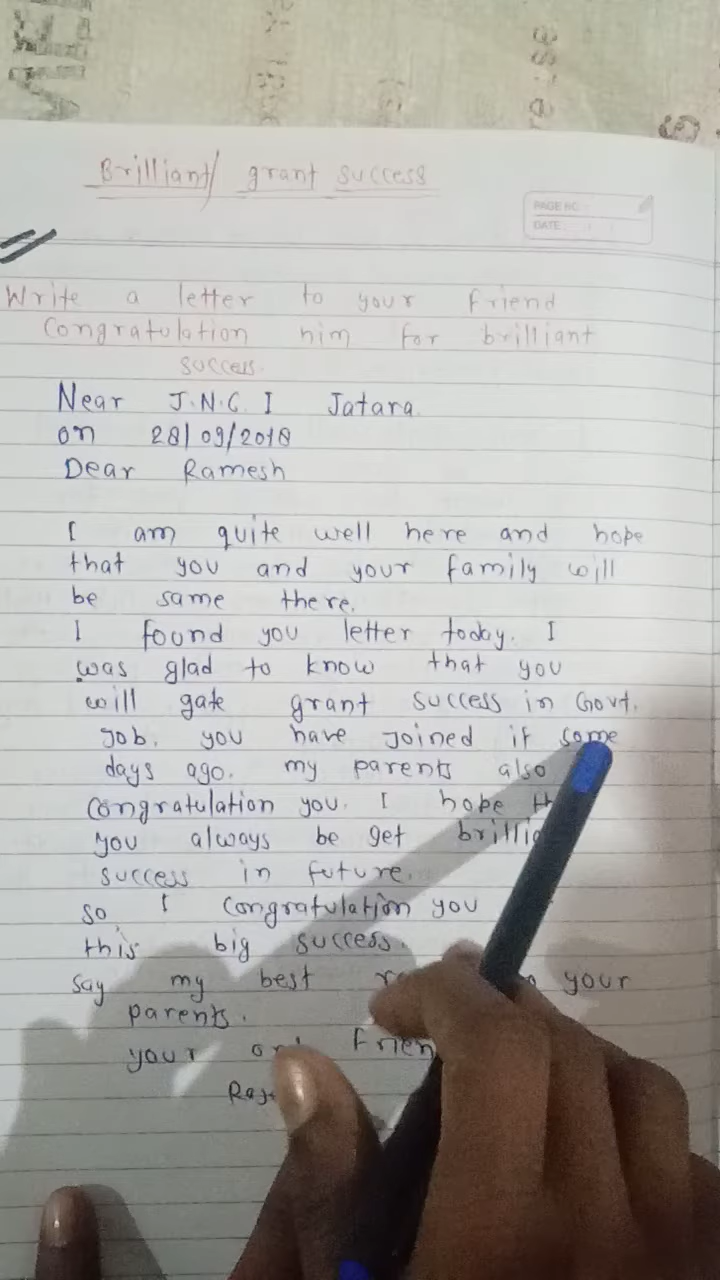 Brilliant/ grant success
PAGE NO.:
DATE:
Write a letter to your friend
Congratulation him for brilliant
success.
Near J.N.C I Jatara.
on 28/09/2018
Dear Ramesh
I am quite well here and hope
that you and your family will
be same there.
I found you letter today. I
was glad to know that you
will gate grant success in Govt.
Job. you have Joined it some
days ago. my parents also
Congratulation you. I hope
you always be get
success in future.
so I Congratulation you
this big success.
say my best your
parents.
your